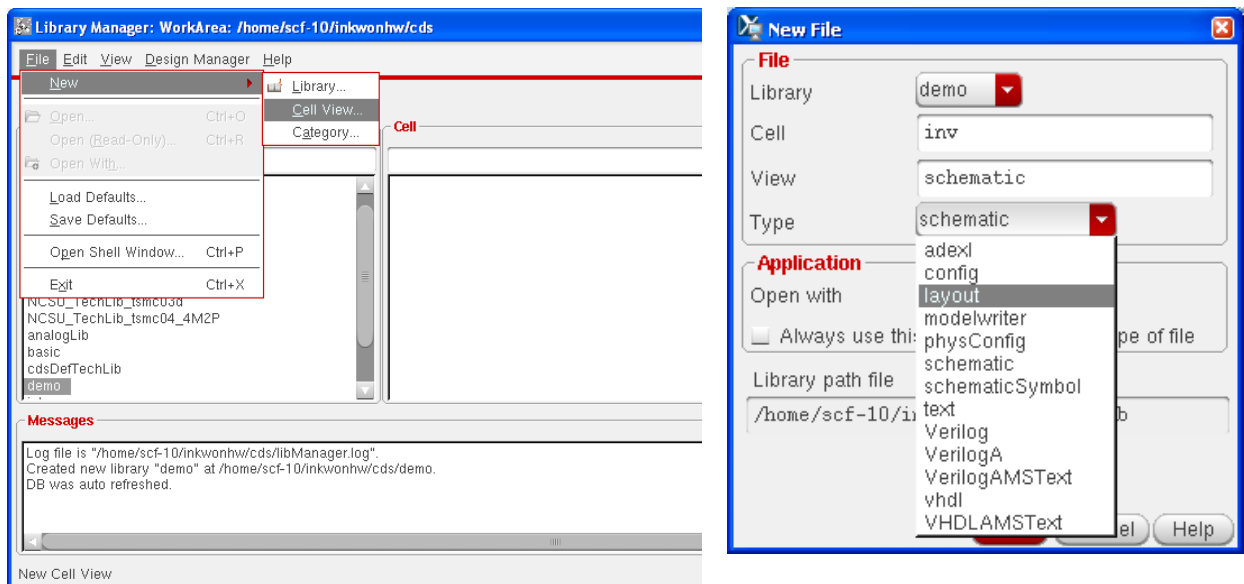 Library Manager: WorkArea: /home/scf-10/inkwonhw/cds
File Edit View Design Manager Help
New
Open... Ctrl+O
Open (Read-Only)... Ctrl+R
Open With...
Load Defaults...
Save Defaults...
Open Shell Window... Ctrl+P
Exit Ctrl+X
Library...
Cell View...
Category...
Cell
NCSU_TechLib_tsmc03d
NCSU_TechLib_tsmc04_4M2P
analogLib
basic
cdsDefTechLib
demo
Messages
Log file is "/home/scf-10/inkwonhw/cds/libManager.log".
Created new library "demo" at /home/scf-10/inkwonhw/cds/demo.
DB was auto refreshed.
New Cell View
New File
File
Library demo
Cell inv
View schematic
Type schematic
adexl
config
layout
modelwriter
physConfig
schematic
schematicSymbol
text
Verilog
VerilogA
VerilogAMSText
vhdl
VHDLAMSText
Application
Open with
Always use this pe of file
Library path file
/home/scf-10/in b
el Help